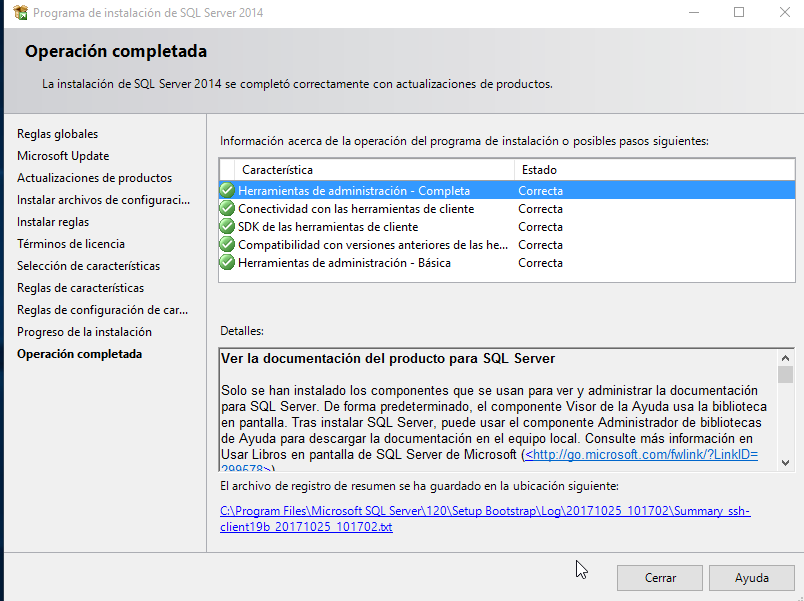 Programa de instalación de SQL Server 2014
Operación completada
La instalación de SQL Server 2014 se completó correctamente con actualizaciones de productos.
Reglas globales
Microsoft Update
Actualizaciones de productos
Instalar archivos de configuraci...
Instalar reglas
Términos de licencia
Selección de características
Reglas de características
Reglas de configuración de car...
Progreso de la instalación
Operación completada
Información acerca de la operación del programa de instalación o posibles pasos siguientes:
Característica Estado
Herramientas de administración - Completa Correcta
Conectividad con las herramientas de cliente Correcta
SDK de las herramientas de cliente Correcta
Compatibilidad con versiones anteriores de las he... Correcta
Herramientas de administración - Básica Correcta
Detalles:
Ver la documentación del producto para SQL Server
Solo se han instalado los componentes que se usan para ver y administrar la documentación
para SQL Server. De forma predeterminado, el componente Visor de la Ayuda usa la biblioteca
en pantalla. Tras instalar SQL Server, puede usar el componente Administrador de bibliotecas
de Ayuda para descargar la documentación en el equipo local. Consulte más información en
Usar Libros en pantalla de SQL Server de Microsoft (<http://go.microsoft.com/fwlink/?LinkID=
299578>).
El archivo de registro de resumen se ha guardado en la ubicación siguiente:
C:\Program Files\Microsoft SQL Server\120\Setup Bootstrap\Log\20171025_101702\Summary_ssh-
client19b_20171025_101702.txt
Cerrar
Ayuda